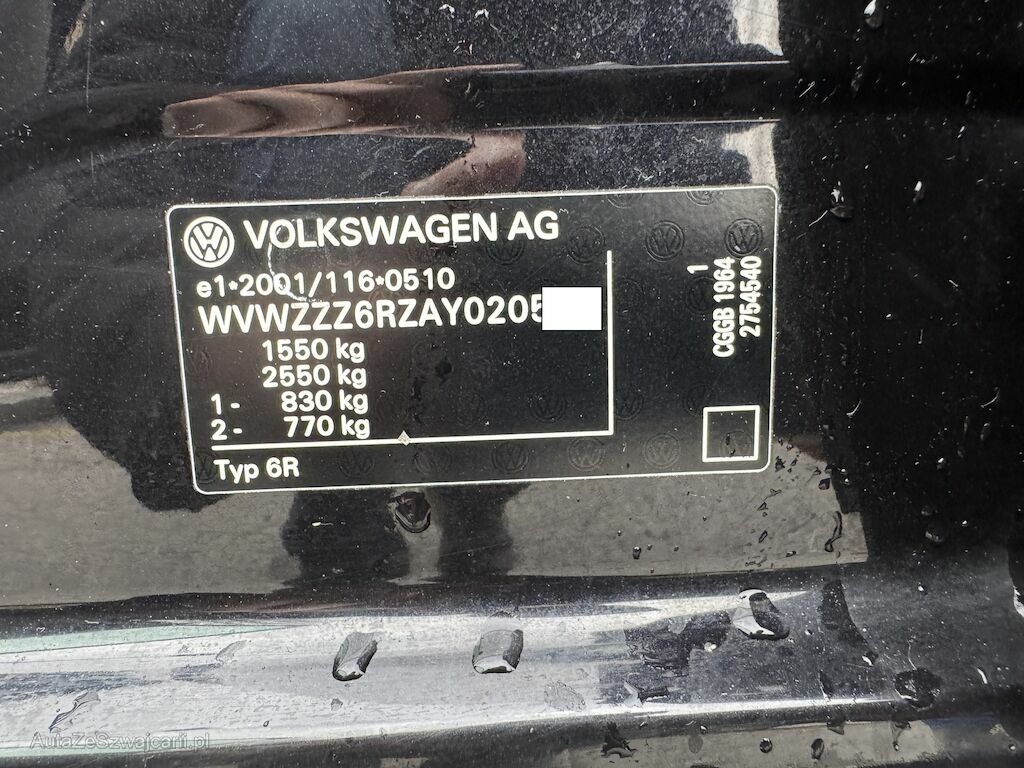 VOLKSWAGEN AG
e1*2001/116*0510
WVWZZZ6RZAY0205
1550 kg
2550 kg
1- 830 kg
2- 770 kg
Typ 6R
1
CGGB 1964
2754540
AutaZeSzwajcarii.pl